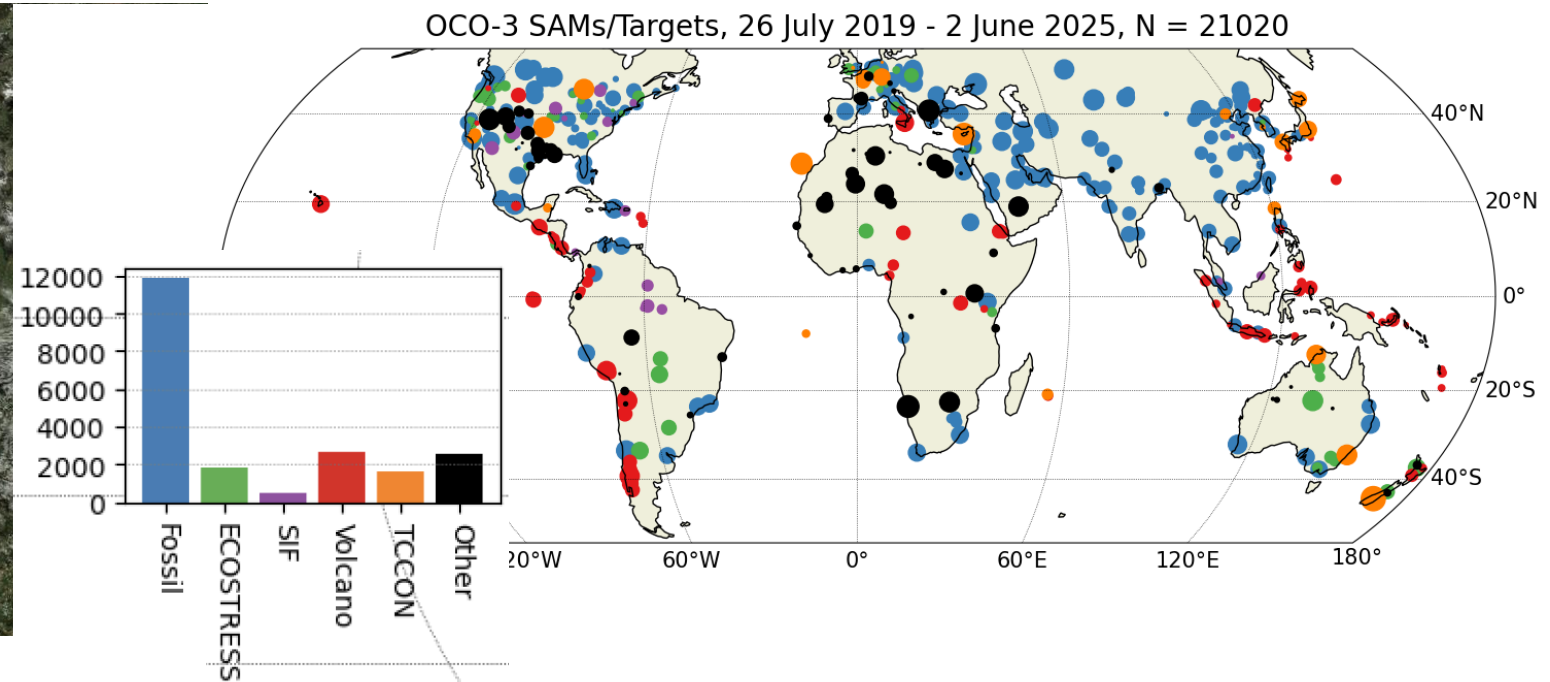 OCO-3 SAMs/Targets, 26 July 2019 - 2 June 2025, N = 21020
40°N
20°N
0°
20°S
40°S
20°W
60°W
0°
60°E
120°E
180°
12000
10000
8000
6000
4000
2000
0
Fossil
ECOSTRESS
SIF
Volcano
TCCON
Other